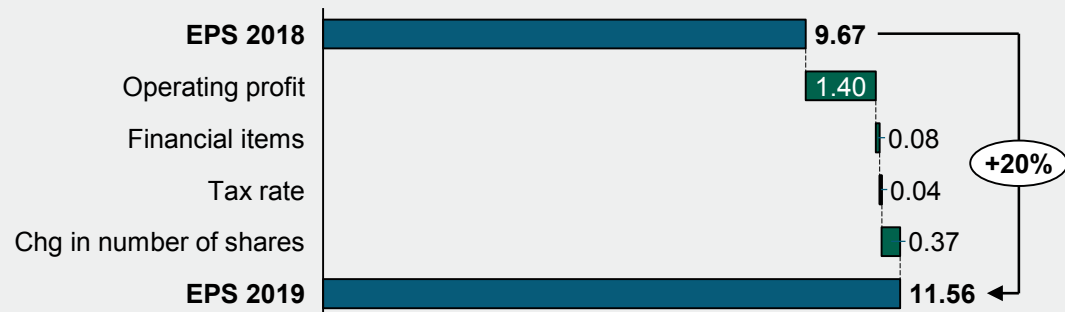 EPS 2018 9.67
Operating profit 1.40
Financial items 0.08
+20%
Tax rate 0.04
Chg in number of shares 0.37
EPS 2019 11.56